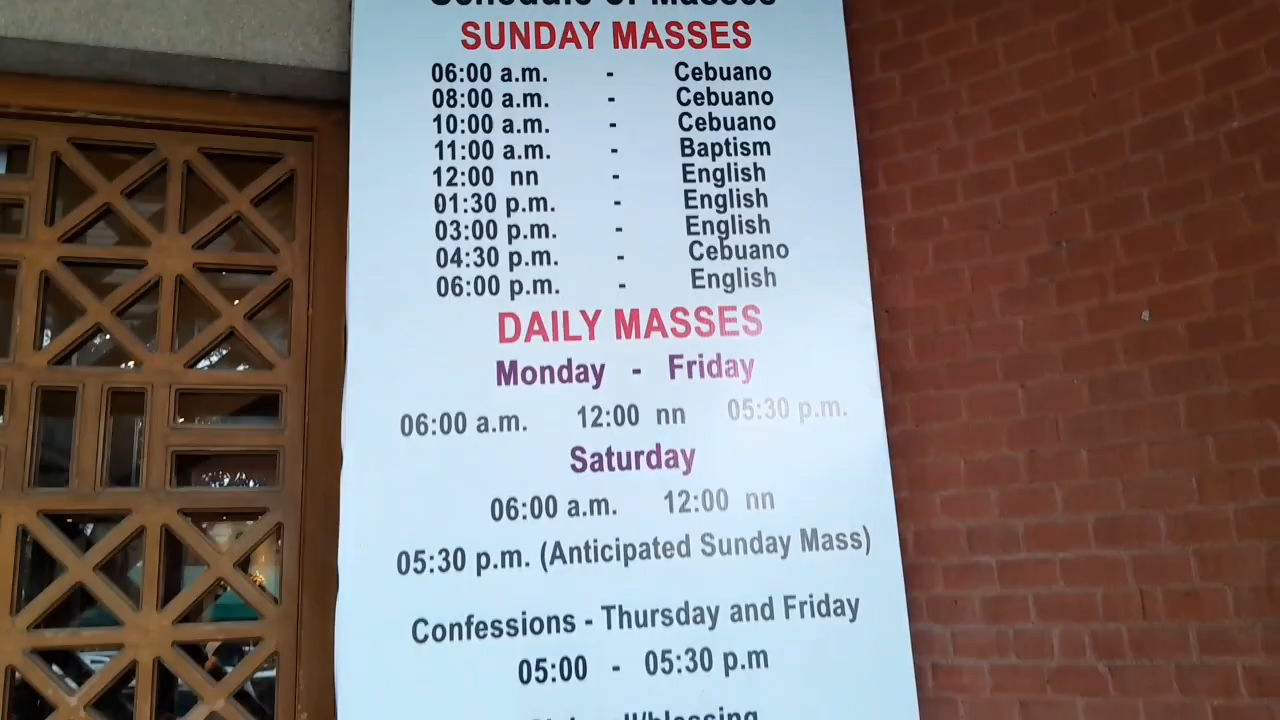 Schedule of Masses
SUNDAY MASSES
06:00 a.m. - Cebuano
08:00 a.m. - Cebuano
10:00 a.m. - Cebuano
11:00 a.m. - Baptism
12:00 nn - English
01:30 p.m. - English
03:00 p.m. - English
04:30 p.m. - Cebuano
06:00 p.m. - English
DAILY MASSES
Monday - Friday
06:00 a.m. 12:00 nn 05:30 p.m.
Saturday
06:00 a.m. 12:00 nn
05:30 p.m. (Anticipated Sunday Mass)
Confessions - Thursday and Friday
05:00 - 05:30 p.m